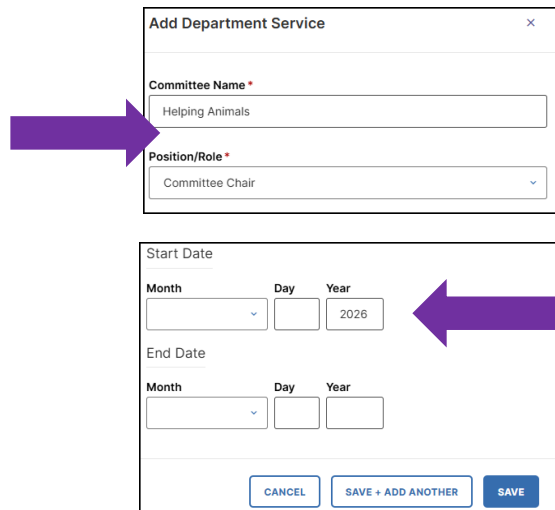 Add Department Service ×
Committee Name *
Helping Animals
Position/Role *
Committee Chair
Start Date
Month Day Year
2026
End Date
Month Day Year
CANCEL SAVE + ADD ANOTHER SAVE